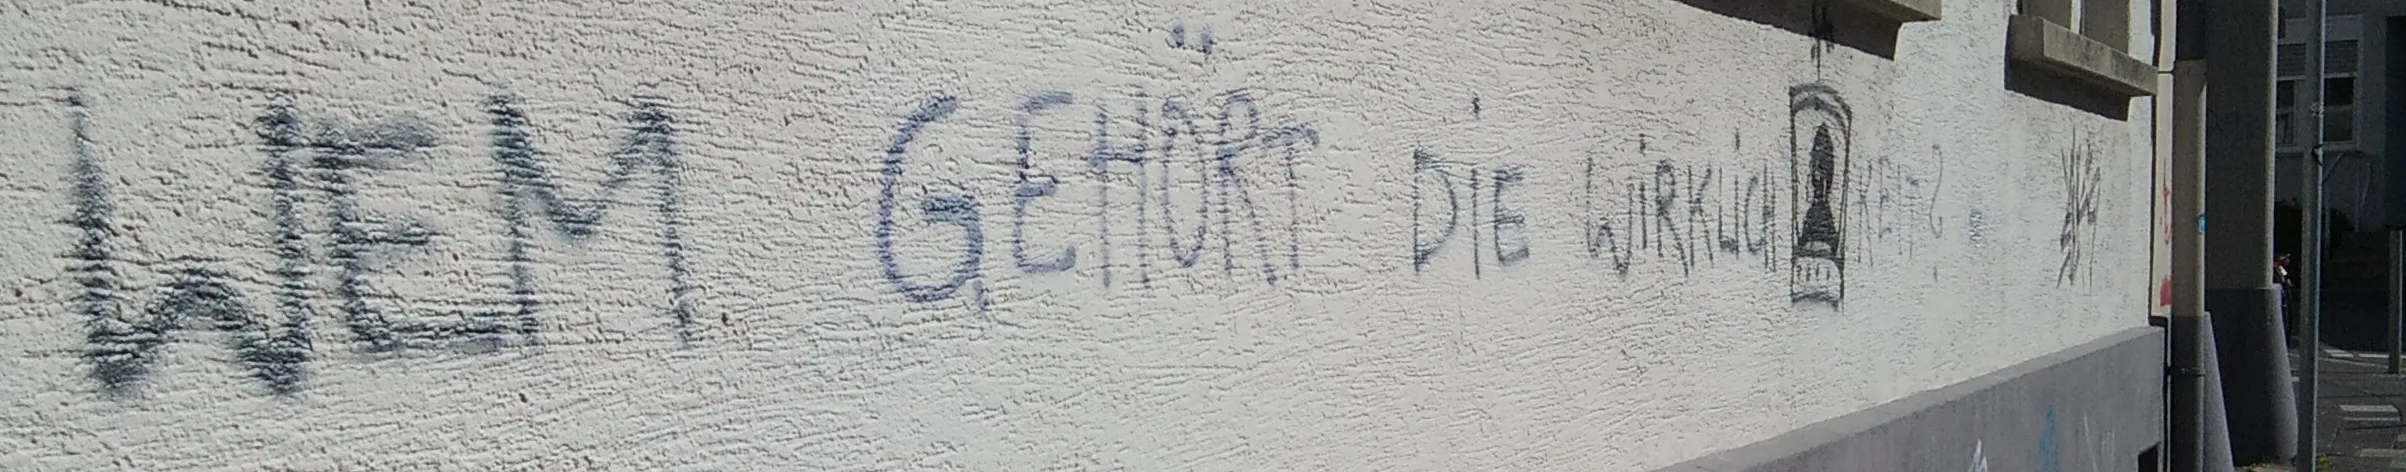 WEM GEHÖRT DIE WiRKLiCHKEIT?